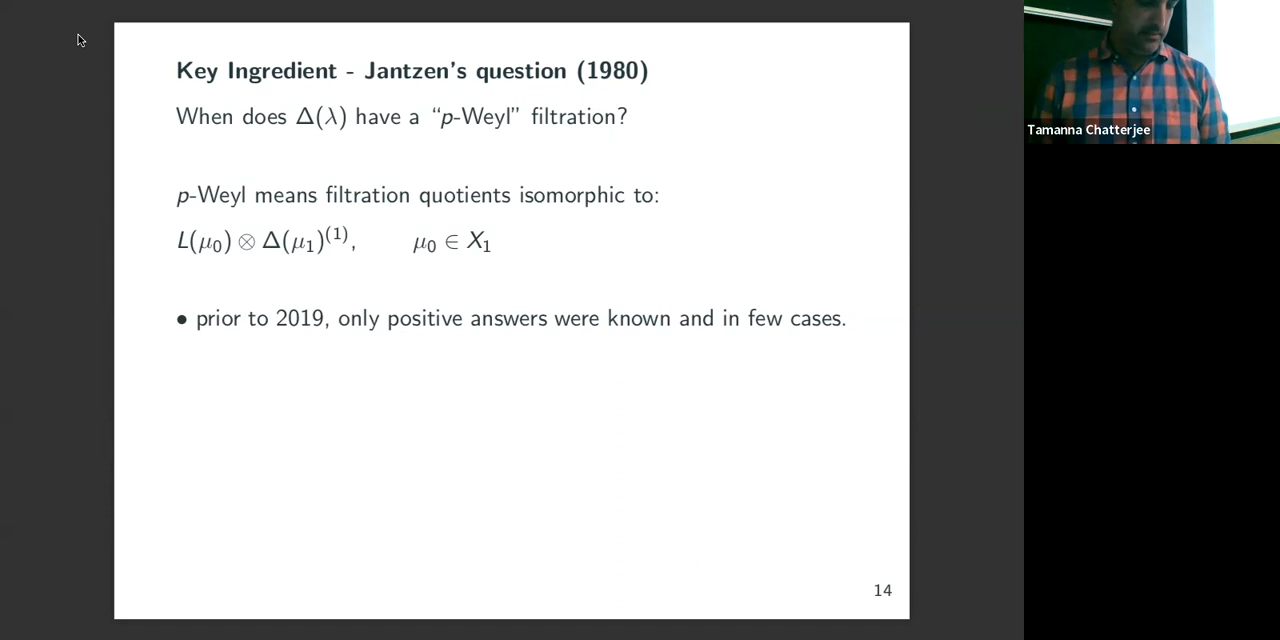 Key Ingredient - Jantzen's question (1980)
When does Δ(λ) have a “p-Weyl” filtration?
p-Weyl means filtration quotients isomorphic to:
L(μ₀) ⊗ Δ(μ₁)⁽¹⁾, μ₀ ∈ X₁
• prior to 2019, only positive answers were known and in few cases.
14
Tamanna Chatterjee